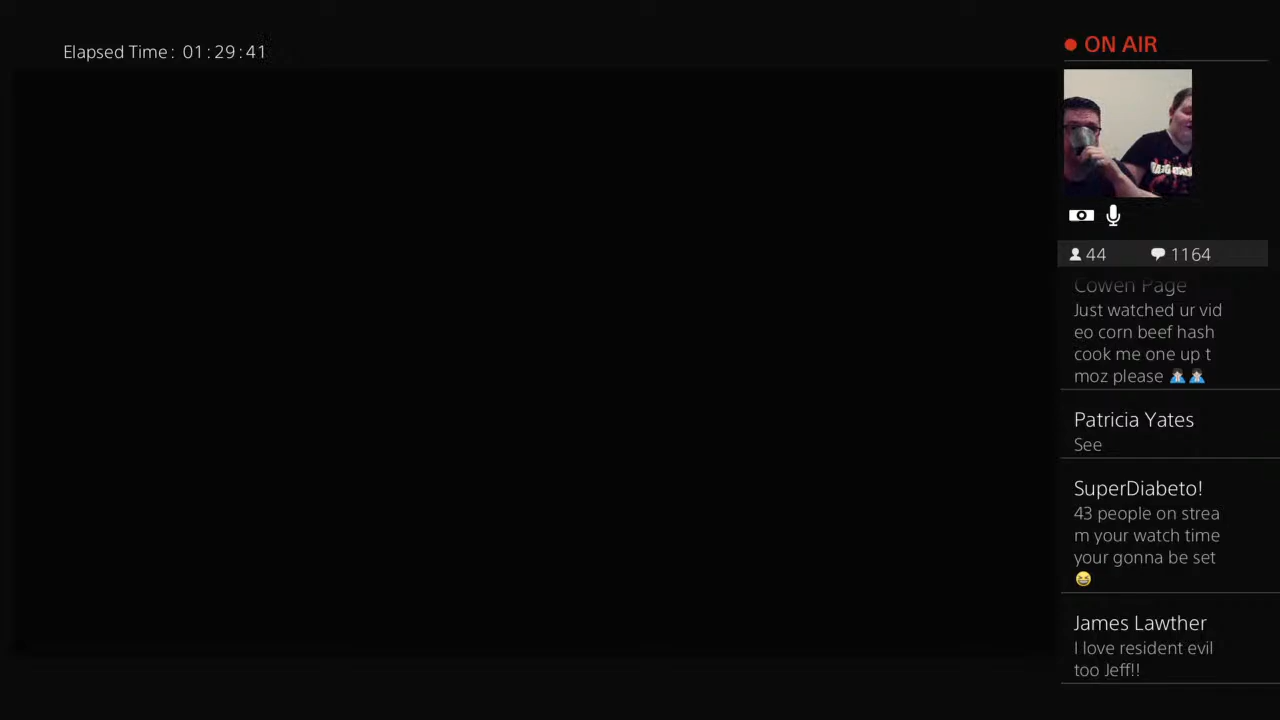 Elapsed Time: 01:29:41
ON AIR
44 1164
Cowen Page
Just watched ur vid
eo corn beef hash
cook me one up t
moz please
Patricia Yates
See
SuperDiabeto!
43 people on strea
m your watch time
your gonna be set
James Lawther
I love resident evil
too Jeff!!